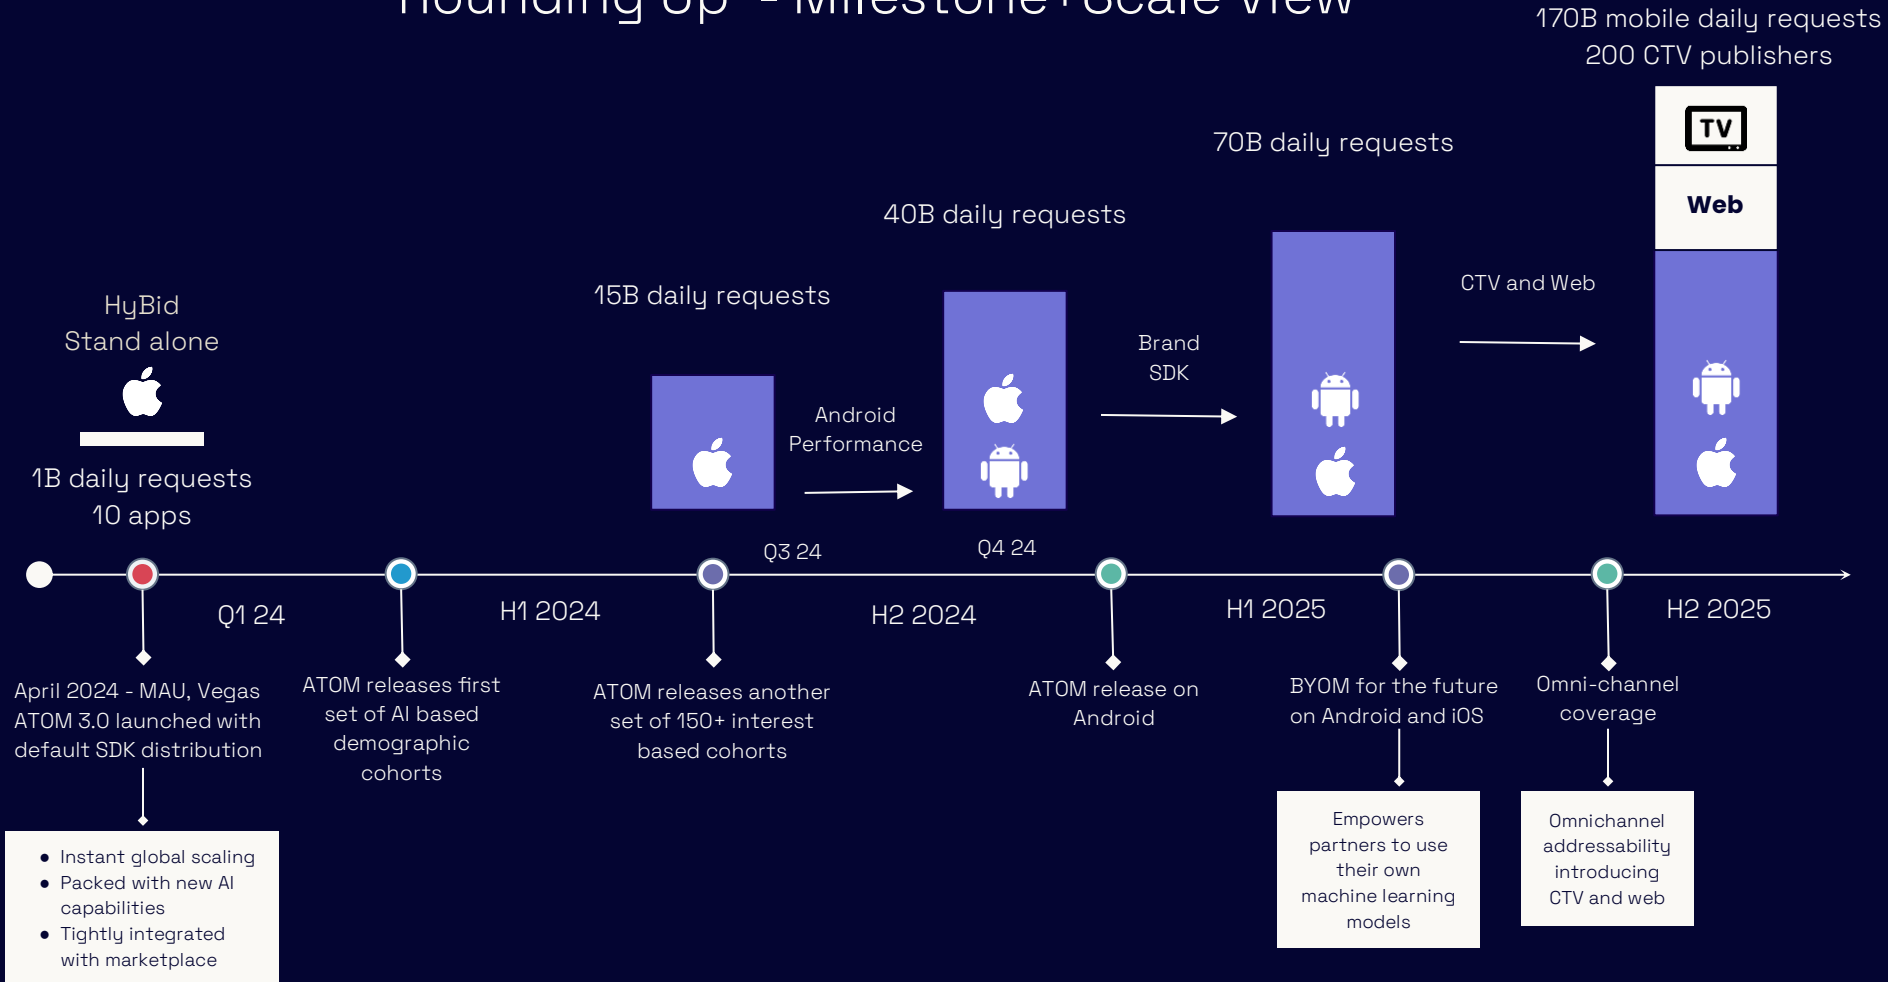 Rounding Up - Milestone+Scale View
170B mobile daily requests
200 CTV publishers
TV
Web
70B daily requests
40B daily requests
15B daily requests
CTV and Web
Brand
SDK
Android
Performance
HyBid
Stand alone
1B daily requests
10 apps
Q3 24
Q4 24
Q1 24
H1 2024
H2 2024
H1 2025
H2 2025
April 2024 - MAU, Vegas
ATOM 3.0 launched with
default SDK distribution
ATOM releases first
set of AI based
demographic
cohorts
ATOM releases another
set of 150+ interest
based cohorts
ATOM release on
Android
BYOM for the future
on Android and iOS
Omni-channel
coverage
● Instant global scaling
● Packed with new AI
capabilities
● Tightly integrated
with marketplace
Empowers
partners to use
their own
machine learning
models
Omnichannel
addressability
introducing
CTV and web